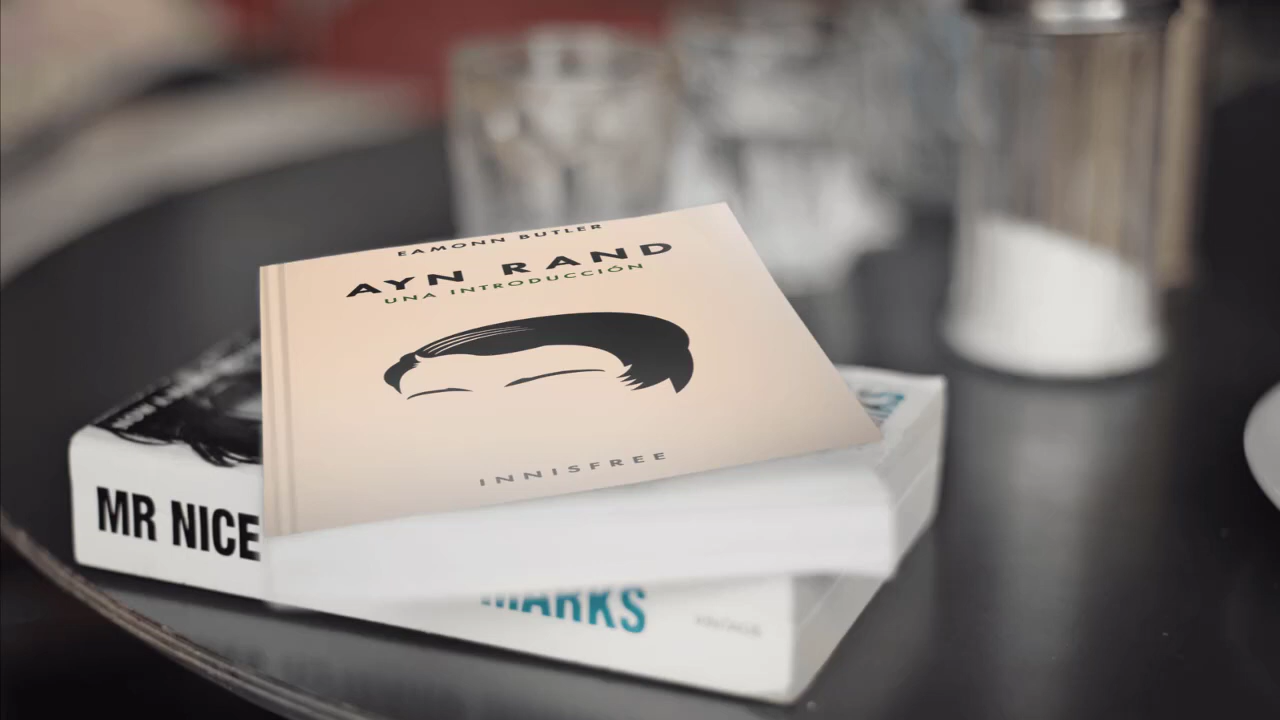 EAMONN BUTLER
AYN RAND
UNA INTRODUCCIÓN
INNISFREE
MR NICE
MARKS